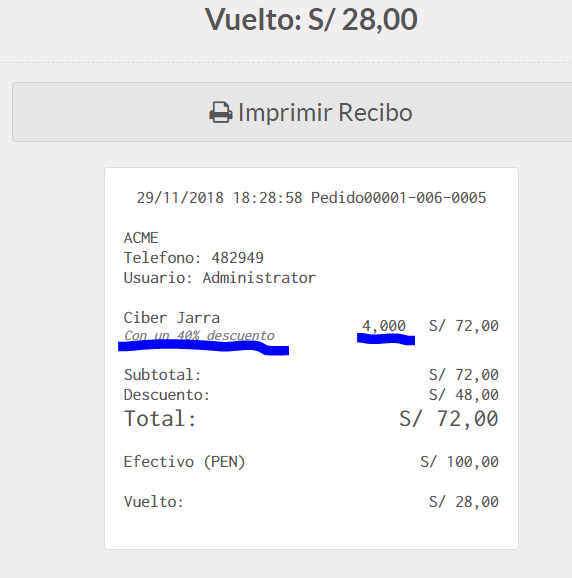 Vuelto: S/ 28,00
Imprimir Recibo
29/11/2018 18:28:58 Pedido00001-006-0005
ACME
Telefono: 482949
Usuario: Administrator
Ciber Jarra 4,000 S/ 72,00
Con un 40% descuento
Subtotal: S/ 72,00
Descuento: S/ 48,00
Total: S/ 72,00
Efectivo (PEN) S/ 100,00
Vuelto: S/ 28,00